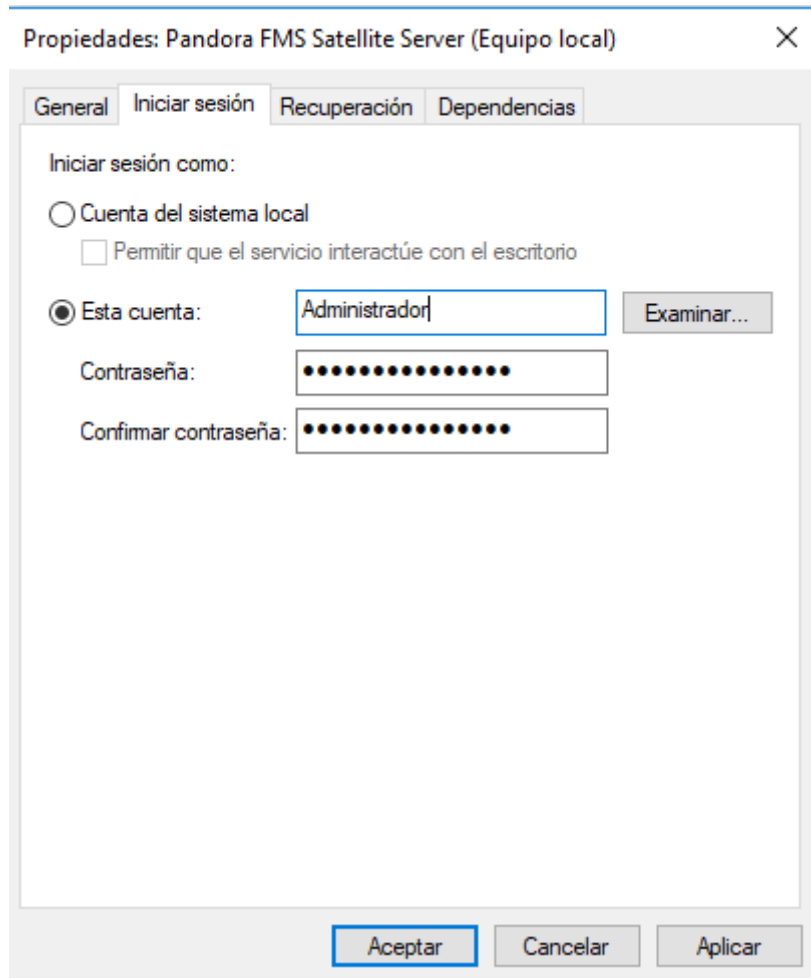 Propiedades: Pandora FMS Satellite Server (Equipo local)
General Iniciar sesión Recuperación Dependencias
Iniciar sesión como:
Cuenta del sistema local
Permitir que el servicio interactúe con el escritorio
Esta cuenta: Administrador Examinar...
Contraseña: ●●●●●●●●●●●●●●●
Confirmar contraseña: ●●●●●●●●●●●●●●●
Aceptar Cancelar Aplicar